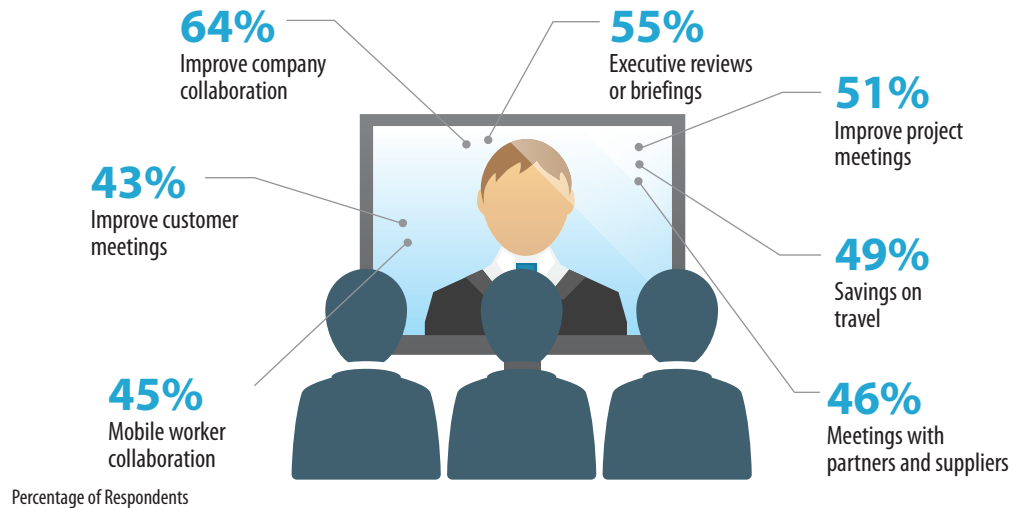 64%
Improve company
collaboration
55%
Executive reviews
or briefings
51%
Improve project
meetings
43%
Improve customer
meetings
49%
Savings on
travel
45%
Mobile worker
collaboration
46%
Meetings with
partners and suppliers
Percentage of Respondents